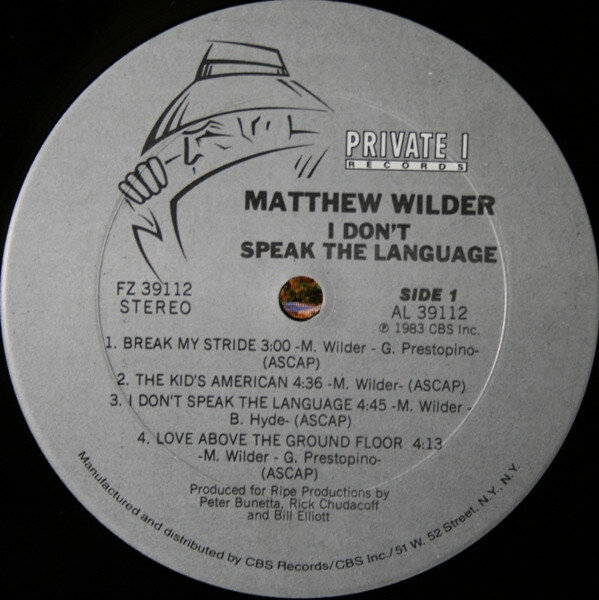 PRIVATE I
RECORDS
MATTHEW WILDER
I DON'T
SPEAK THE LANGUAGE
FZ 39112
STEREO
SIDE 1
AL 39112
℗ 1983 CBS Inc.
1. BREAK MY STRIDE 3:00 -M. Wilder - G. Prestopino-
(ASCAP)
2. THE KID'S AMERICAN 4:36 -M. Wilder- (ASCAP)
3. I DON'T SPEAK THE LANGUAGE 4:45 -M. Wilder -
B. Hyde- (ASCAP)
4. LOVE ABOVE THE GROUND FLOOR 4:13
-M. Wilder - G. Prestopino-
(ASCAP)
Produced for Ripe Productions by
Peter Bunetta, Rick Chudacoff
and Bill Elliott
Manufactured and distributed by CBS Records/CBS Inc./51 W. 52 Street, N.Y., N.Y.